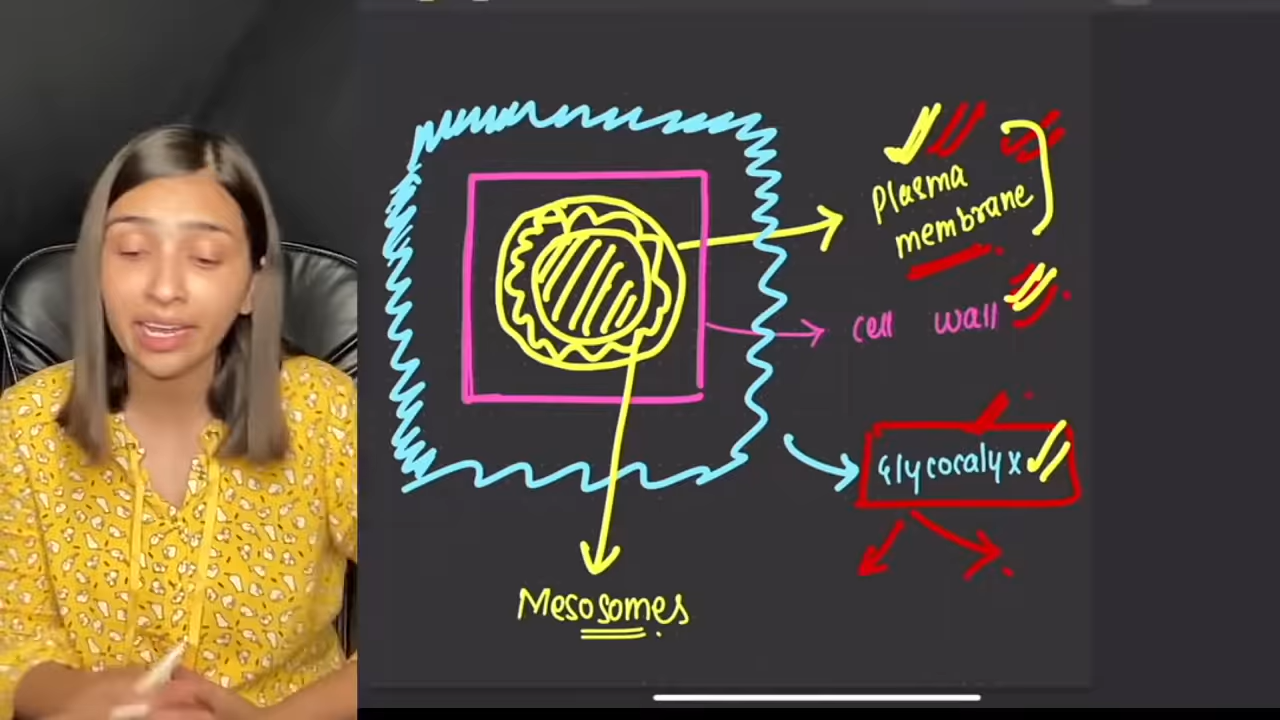 Plasma
membrane
cell wall
Glycocalyx
Mesosomes